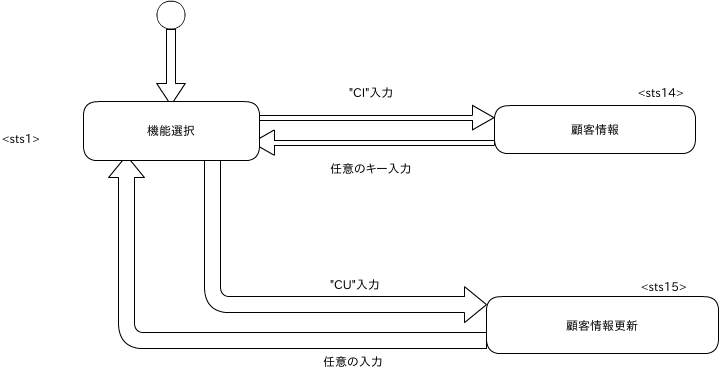 "CI"入力
<sts14>
機能選択
顧客情報
<sts1>
任意のキー入力
"CU"入力
<sts15>
顧客情報更新
任意の入力